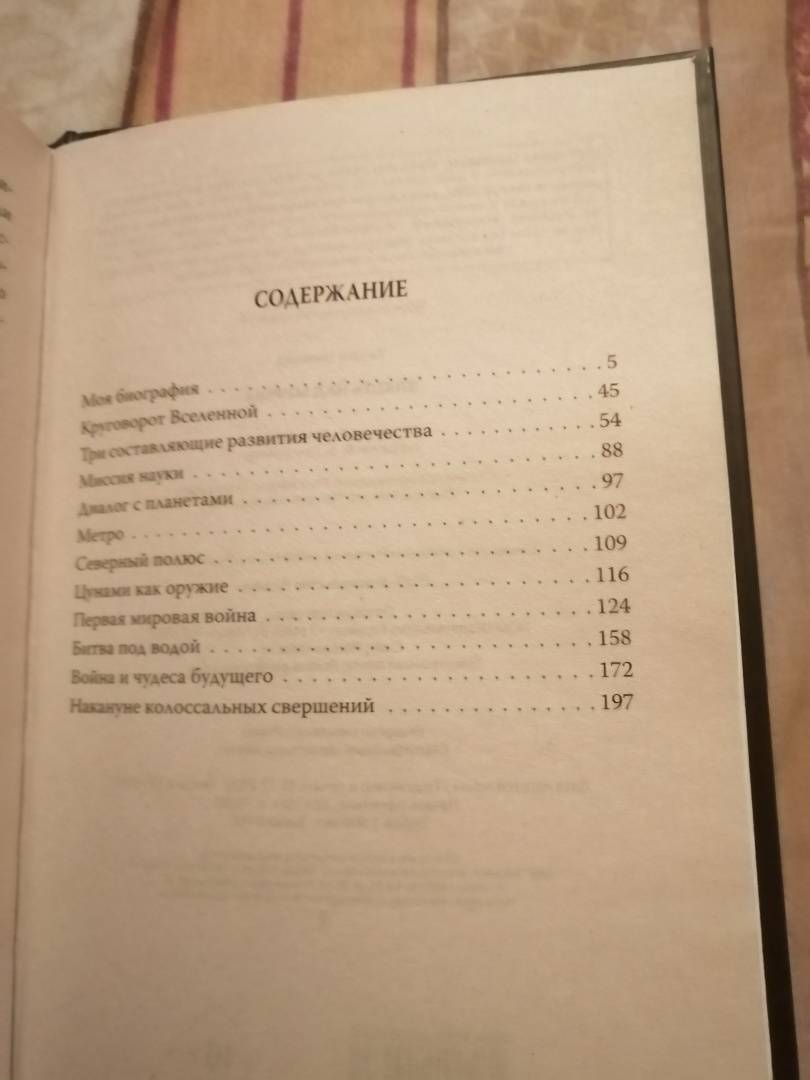 СОДЕРЖАНИЕ
Моя биография . . . . . . . . . . . . . . . . . . . . . . . . . . . 5
Круговорот Вселенной . . . . . . . . . . . . . . . . . . . . . . 45
Три составляющие развития человечества . . . . . . . . . . . 54
Миссия науки . . . . . . . . . . . . . . . . . . . . . . . . . . . 88
Диалог с планетами . . . . . . . . . . . . . . . . . . . . . . . 97
Метро . . . . . . . . . . . . . . . . . . . . . . . . . . . . . . 102
Северный полюс . . . . . . . . . . . . . . . . . . . . . . . . . 109
Цунами как оружие . . . . . . . . . . . . . . . . . . . . . . . 116
Первая мировая война . . . . . . . . . . . . . . . . . . . . . 124
Битва под водой . . . . . . . . . . . . . . . . . . . . . . . . 158
Война и чудеса будущего . . . . . . . . . . . . . . . . . . . . 172
Накануне колоссальных свершений . . . . . . . . . . . . . . 197